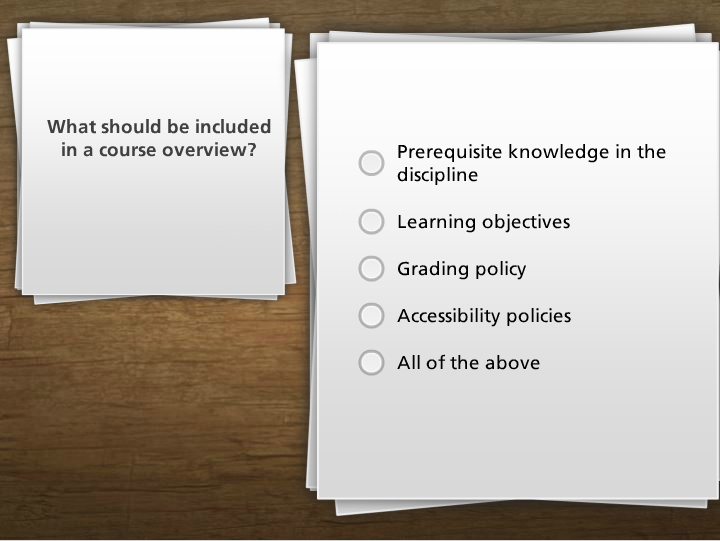 What should be included
in a course overview?
Prerequisite knowledge in the
discipline
Learning objectives
Grading policy
Accessibility policies
All of the above